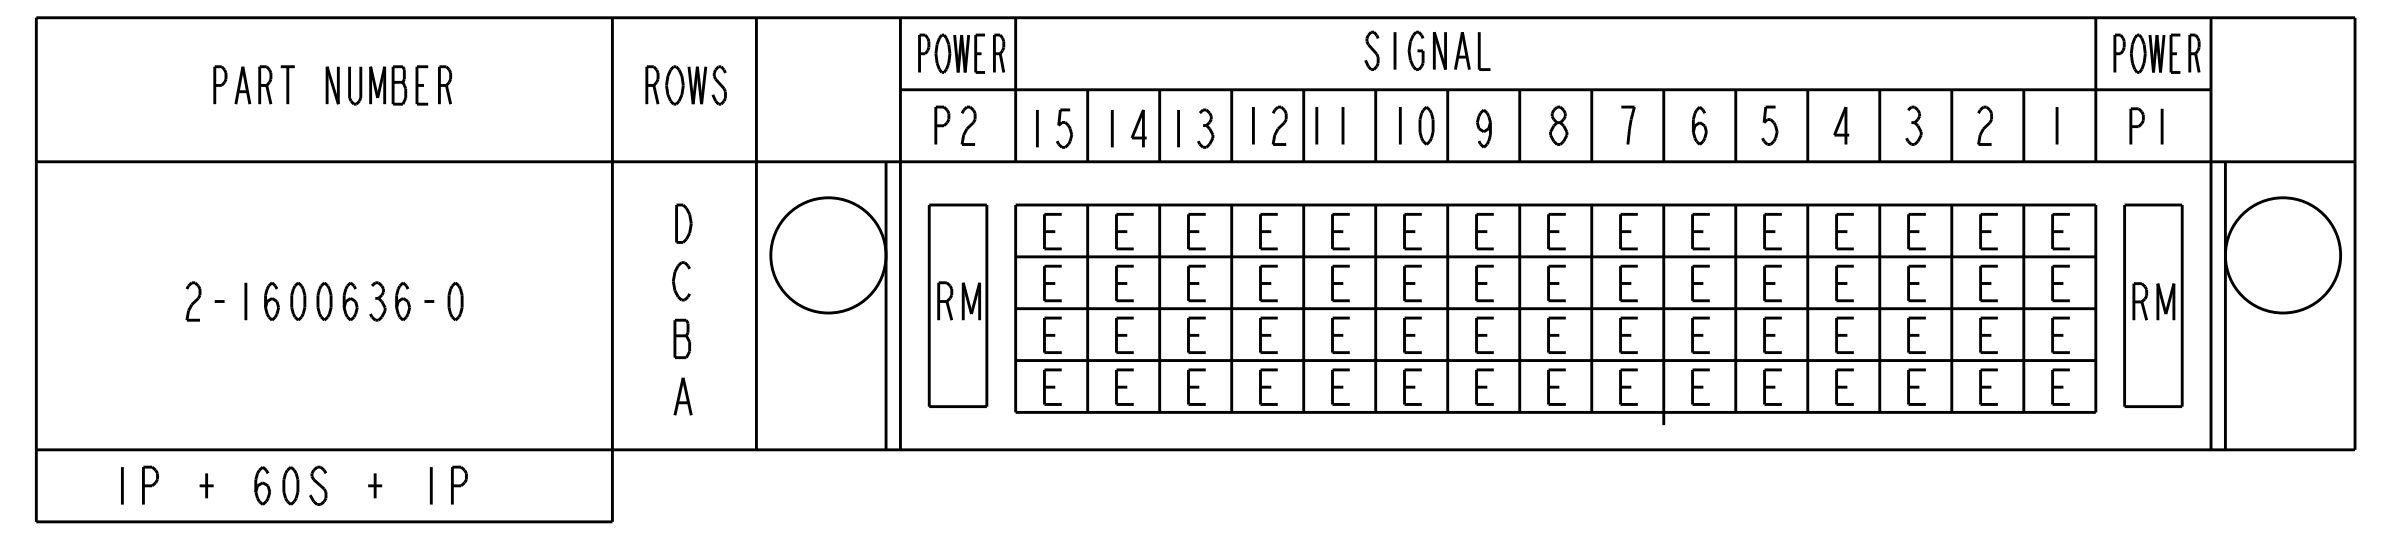 PART NUMBER ROWS POWER SIGNAL POWER
P2 15 14 13 12 11 10 9 8 7 6 5 4 3 2 1 P1
D E E E E E E E E E E E E E E E
C E E E E E E E E E E E E E E E
2-1600636-0 RM RM
B E E E E E E E E E E E E E E E
A E E E E E E E E E E E E E E E
1P + 60S + 1P